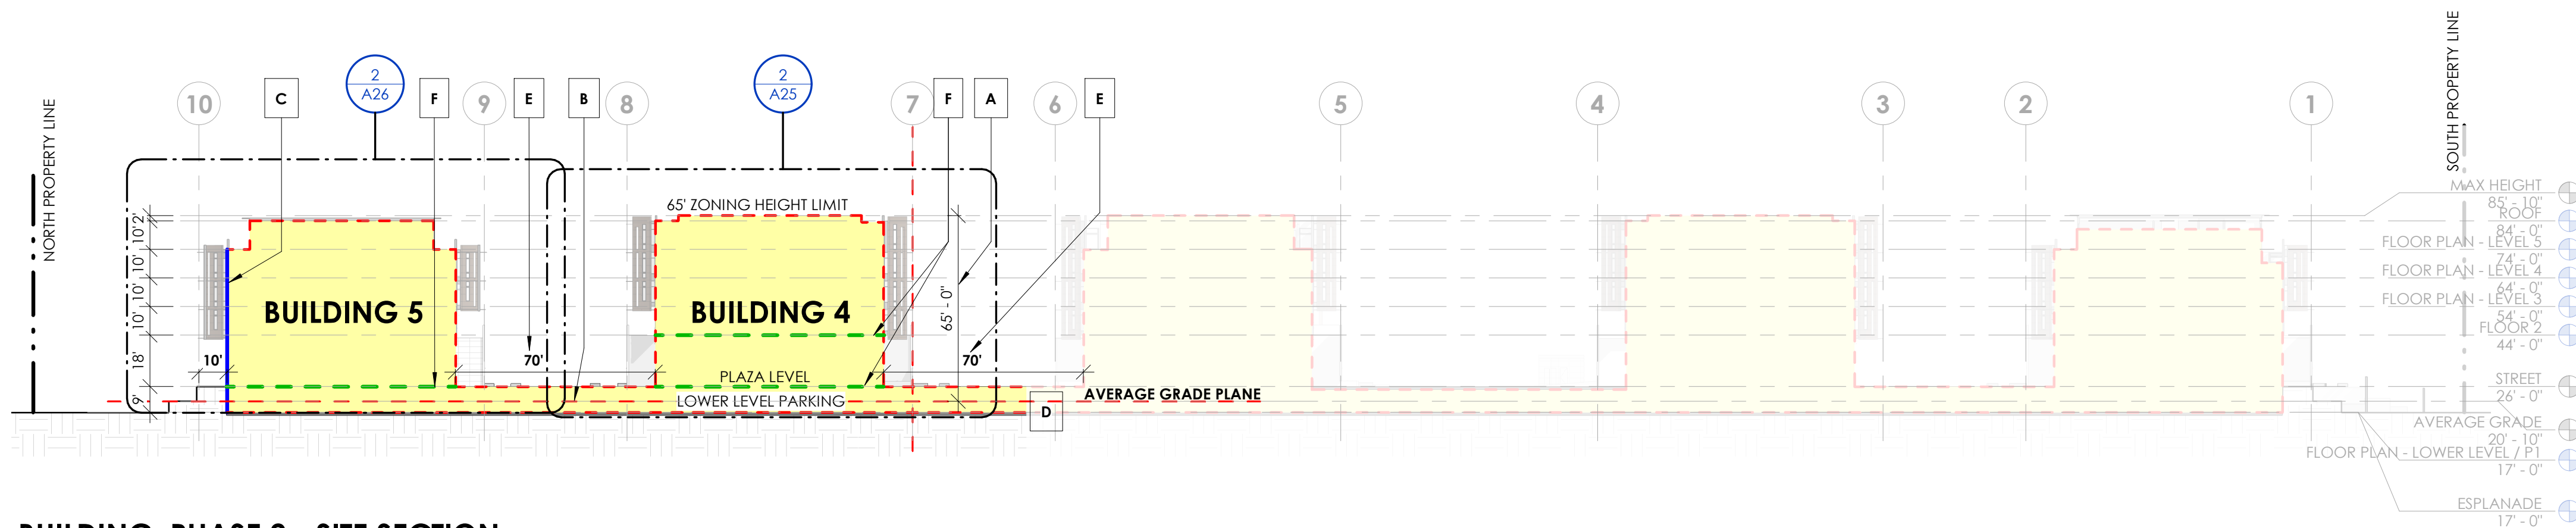 NORTH PROPERTY LINE
SOUTH PROPERTY LINE
10
C
2
A26
F
9
E
B
8
2
A25
7
F
A
6
E
5
4
3
2
1
65' ZONING HEIGHT LIMIT
2'
10'
10'
10'
10'
18'
9'
10'
BUILDING 5
70'
BUILDING 4
65' - 0"
70'
PLAZA LEVEL
LOWER LEVEL PARKING
D
AVERAGE GRADE PLANE
MAX HEIGHT
85' - 10"
ROOF
84' - 0"
FLOOR PLAN - LEVEL 5
74' - 0"
FLOOR PLAN - LEVEL 4
64' - 0"
FLOOR PLAN - LEVEL 3
54' - 0"
FLOOR 2
44' - 0"
STREET
26' - 0"
AVERAGE GRADE
20' - 10"
FLOOR PLAN - LOWER LEVEL / P1
17' - 0"
ESPLANADE
17' - 0"